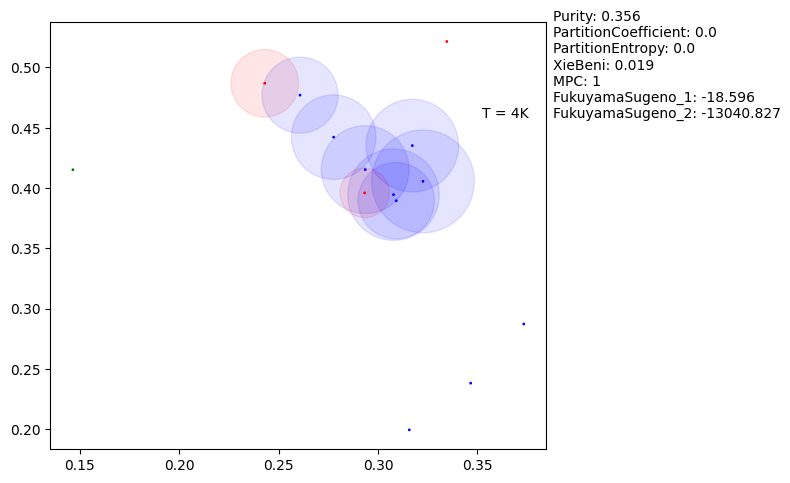 Purity: 0.356
PartitionCoefficient: 0.0
PartitionEntropy: 0.0
XieBeni: 0.019
MPC: 1
FukuyamaSugeno_1: -18.596
FukuyamaSugeno_2: -13040.827
T = 4K
0.50
0.45
0.40
0.35
0.30
0.25
0.20
0.15 0.20 0.25 0.30 0.35